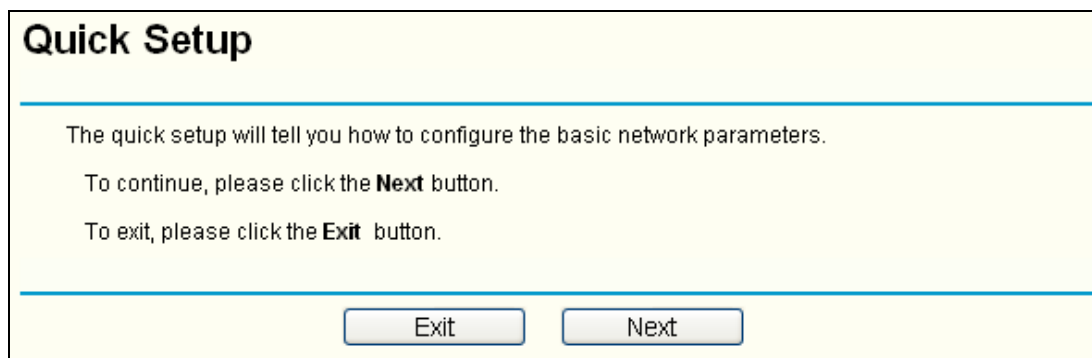 Quick Setup
The quick setup will tell you how to configure the basic network parameters.
To continue, please click the Next button.
To exit, please click the Exit button.
Exit
Next